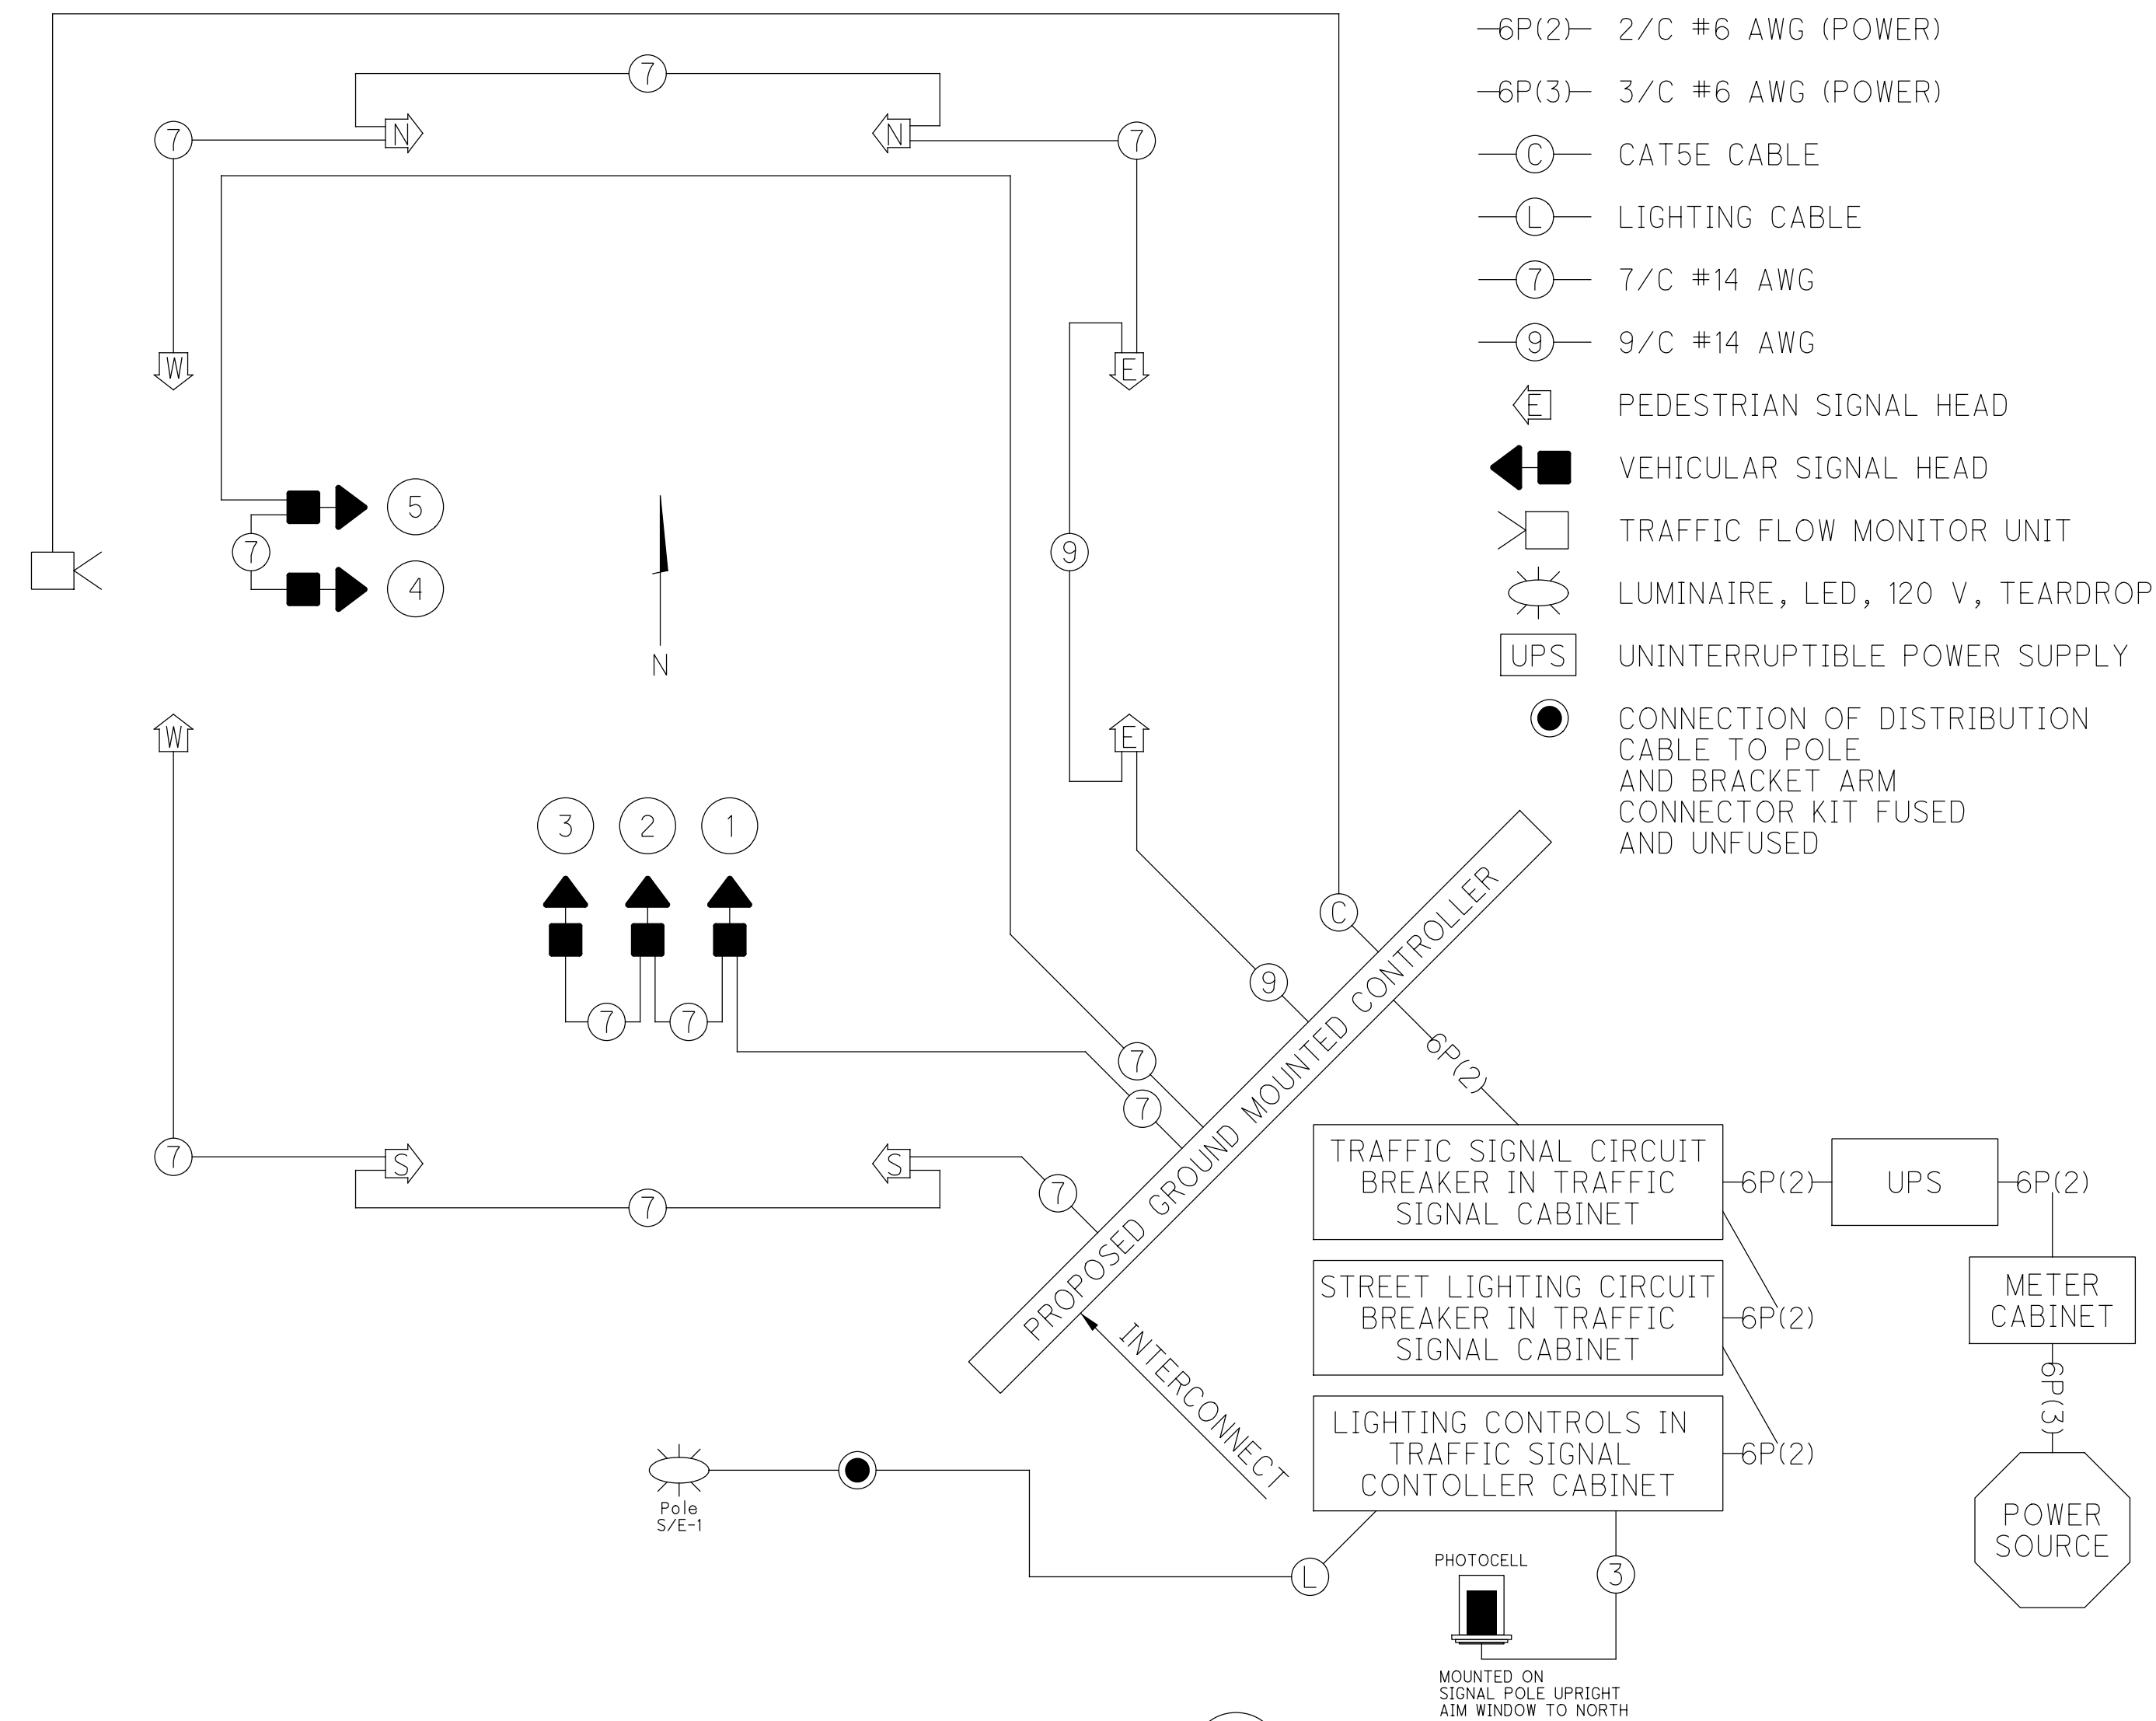 6P(2) 2/C #6 AWG (POWER)
6P(3) 3/C #6 AWG (POWER)
C CAT5E CABLE
L LIGHTING CABLE
7 7/C #14 AWG
9 9/C #14 AWG
E PEDESTRIAN SIGNAL HEAD
VEHICULAR SIGNAL HEAD
TRAFFIC FLOW MONITOR UNIT
LUMINAIRE, LED, 120 V, TEARDROP
UPS UNINTERRUPTIBLE POWER SUPPLY
CONNECTION OF DISTRIBUTION
CABLE TO POLE
AND BRACKET ARM
CONNECTOR KIT FUSED
AND UNFUSED
7
7
N
N
7
W
E
5
7
4
9
N
W
E
3
2
1
7
7
C
9
7
7
7
S
S
7
7
PROPOSED GROUND MOUNTED CONTROLLER
INTERCONNECT
6P(2)
TRAFFIC SIGNAL CIRCUIT
BREAKER IN TRAFFIC
SIGNAL CABINET
6P(2)
UPS
6P(2)
STREET LIGHTING CIRCUIT
BREAKER IN TRAFFIC
SIGNAL CABINET
6P(2)
METER
CABINET
6P(3)
LIGHTING CONTROLS IN
TRAFFIC SIGNAL
CONTOLLER CABINET
6P(2)
POWER
SOURCE
Pole
S/E-1
L
3
PHOTOCELL
MOUNTED ON
SIGNAL POLE UPRIGHT
AIM WINDOW TO NORTH